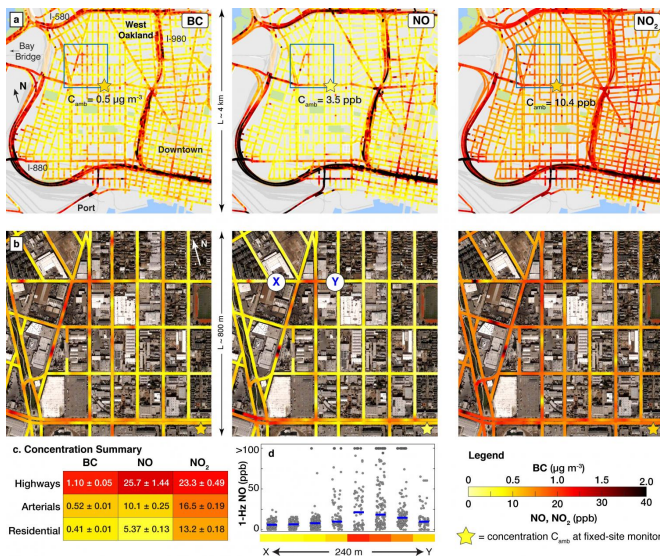 a
I-580
West
Oakland
BC
I-980
Bay
Bridge
N
C amb = 0.5 µg m⁻³
Downtown
I-880
Port
L ~ 4 km
NO
C amb = 3.5 ppb
NO₂
C amb = 10.4 ppb
b
N
L ~ 800 m
X
Y
c. Concentration Summary
BC NO NO₂
Highways 1.10 ± 0.05 25.7 ± 1.44 23.3 ± 0.49
Arterials 0.52 ± 0.01 10.1 ± 0.25 16.5 ± 0.19
Residential 0.41 ± 0.01 5.37 ± 0.13 13.2 ± 0.18
d
1-Hz NO (ppb)
>100
50
0
X 240 m Y
Legend
BC (µg m⁻³)
0 0.5 1.0 1.5 2.0
0 10 20 30 40
NO, NO₂ (ppb)
= concentration C amb at fixed-site monitor